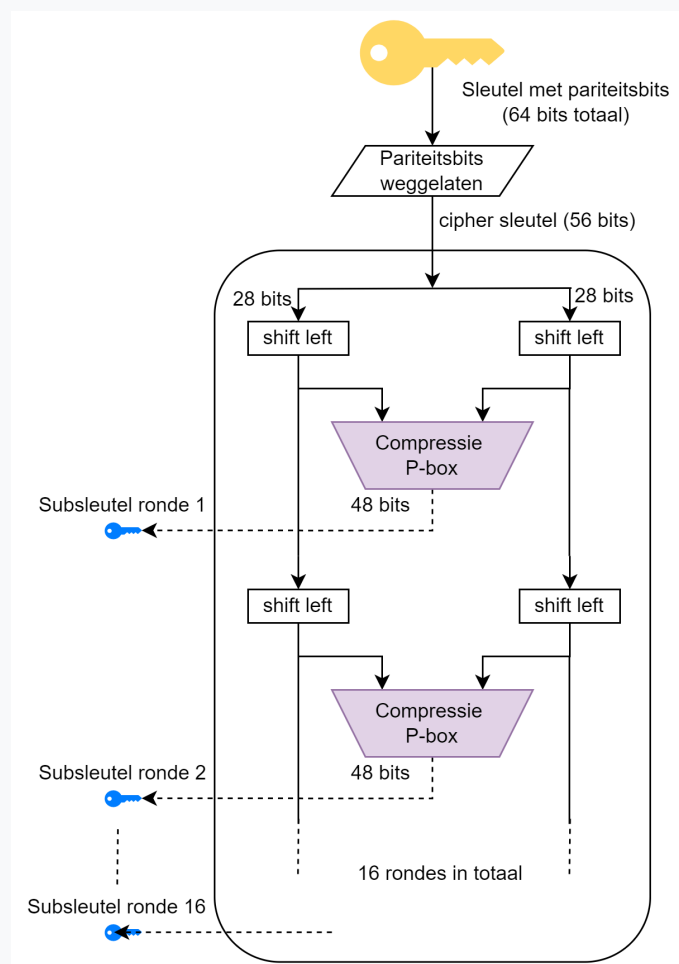 Sleutel met pariteitsbits
(64 bits totaal)
Pariteitsbits
weggelaten
cipher sleutel (56 bits)
28 bits
28 bits
shift left
shift left
Compressie
P-box
Subsleutel ronde 1
48 bits
shift left
shift left
Compressie
P-box
Subsleutel ronde 2
48 bits
16 rondes in totaal
Subsleutel ronde 16